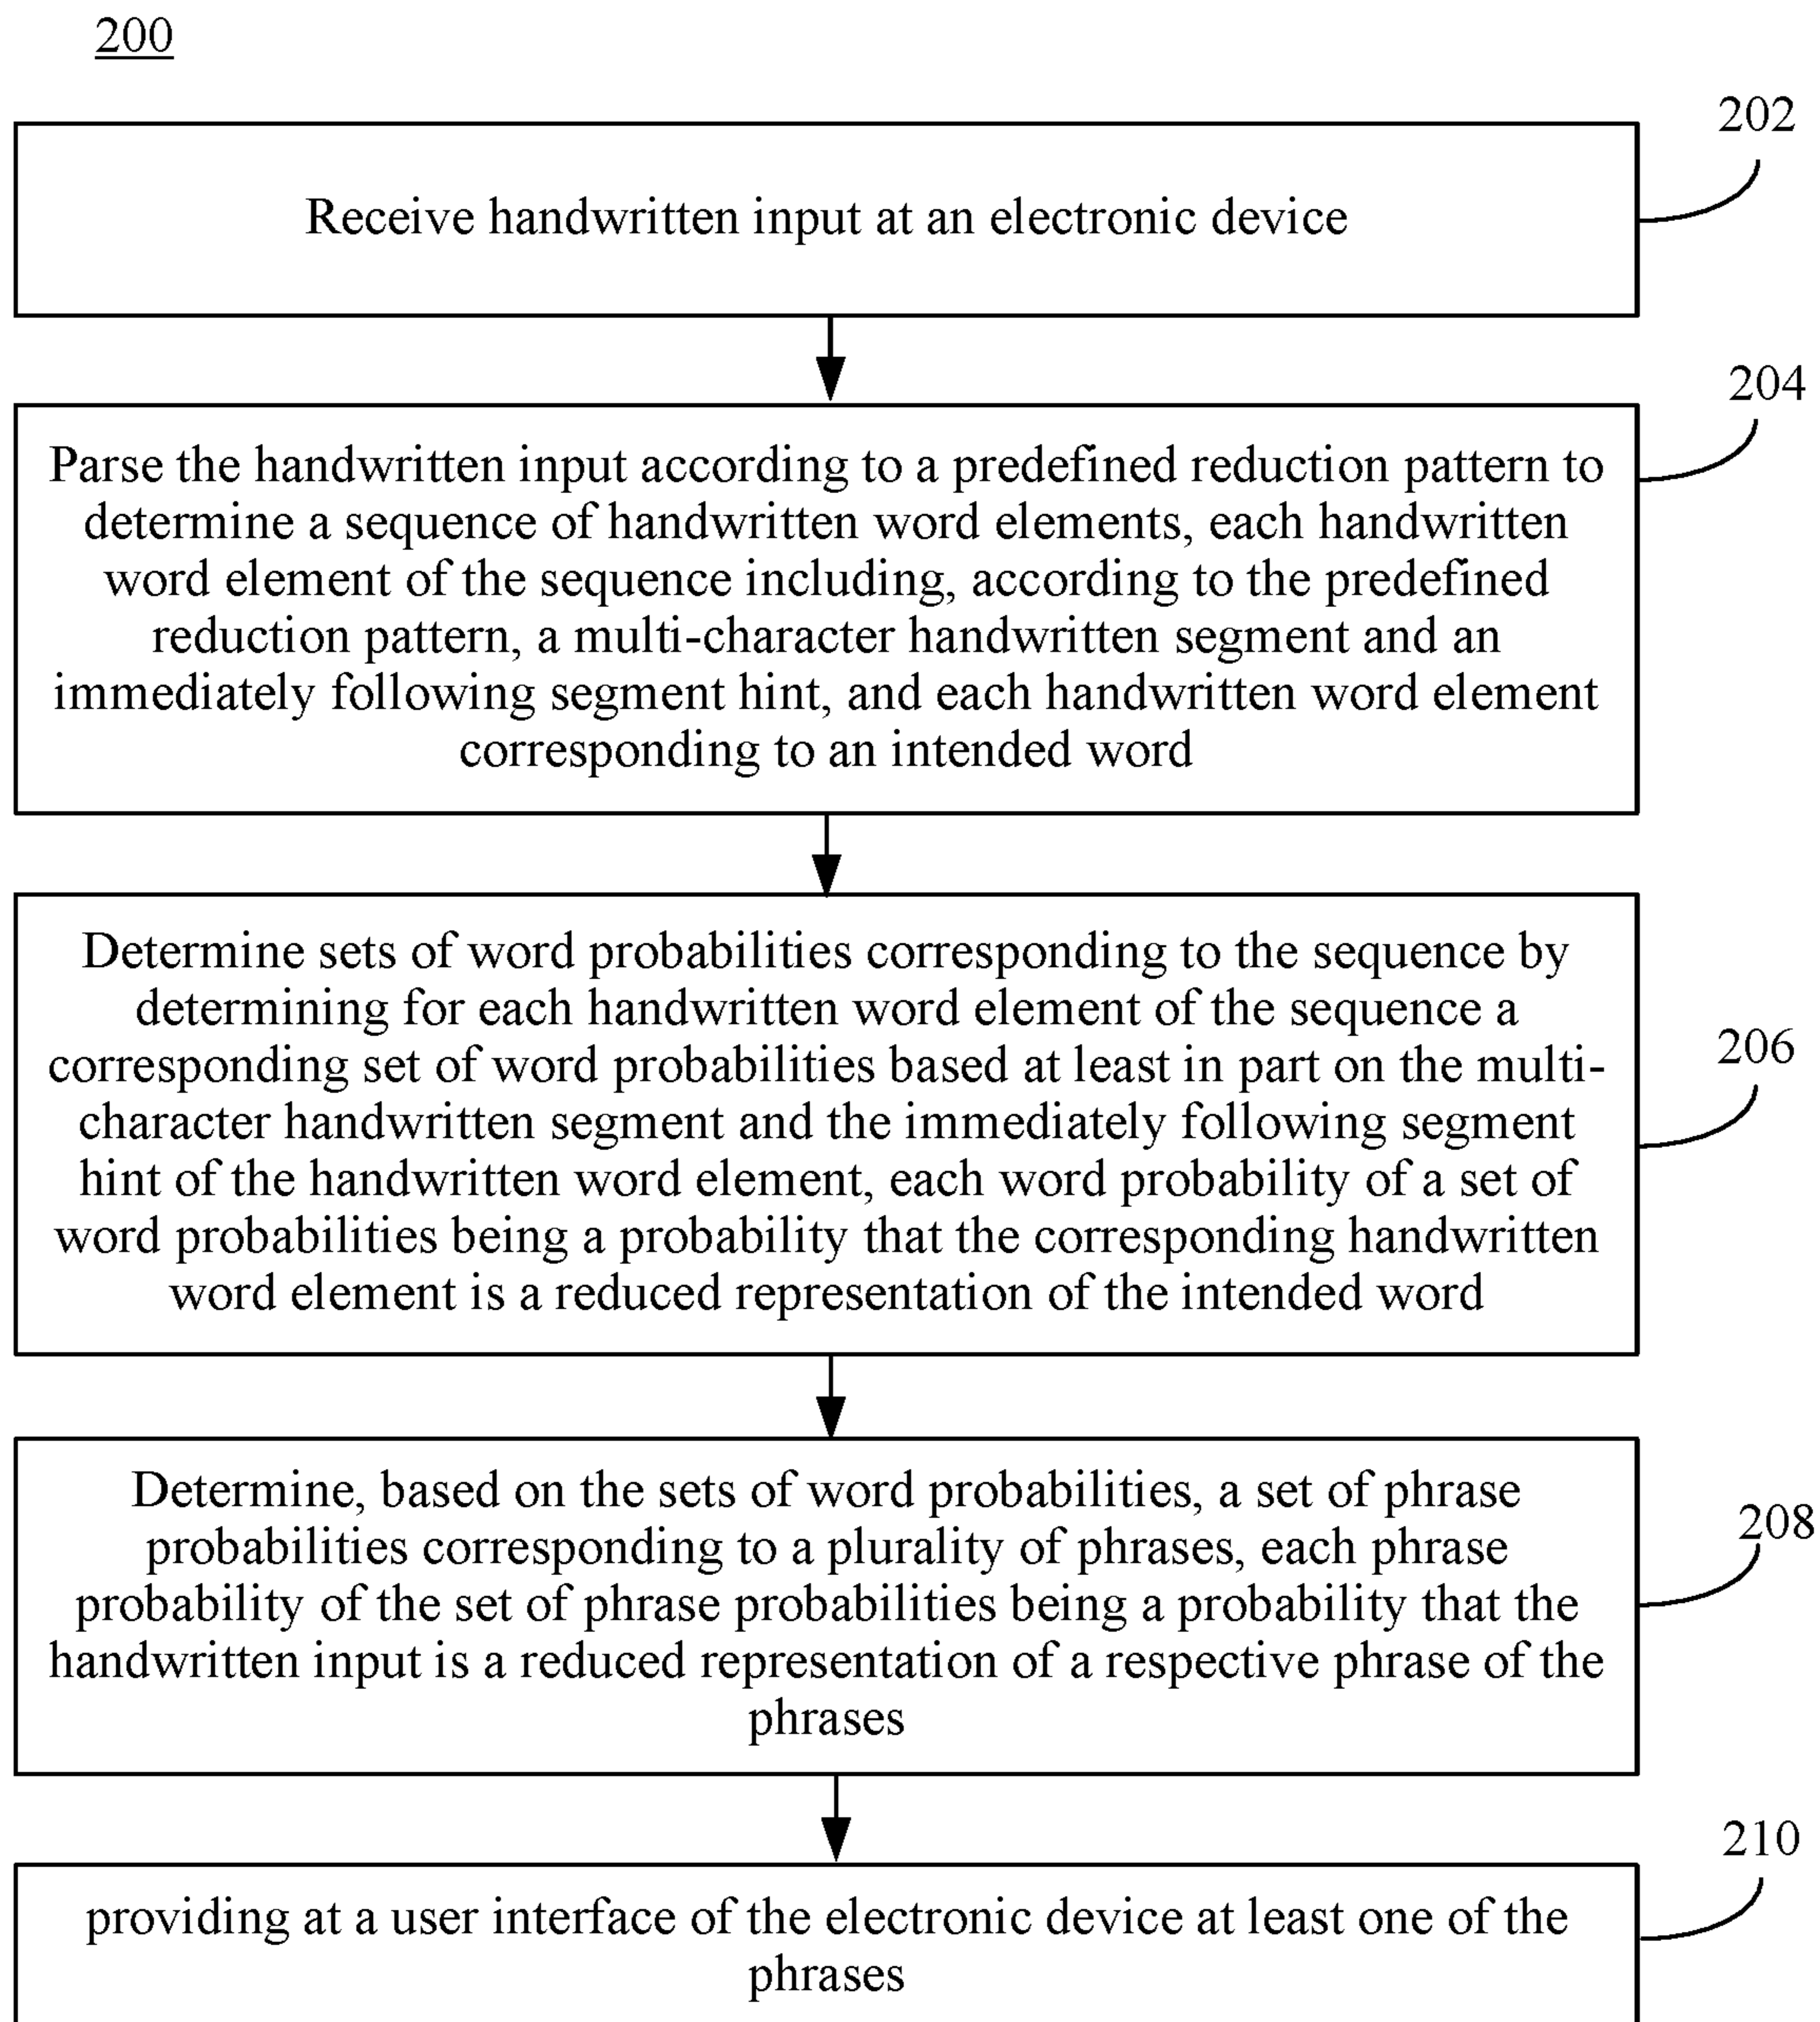 200
202
Receive handwritten input at an electronic device
204
Parse the handwritten input according to a predefined reduction pattern to
determine a sequence of handwritten word elements, each handwritten
word element of the sequence including, according to the predefined
reduction pattern, a multi-character handwritten segment and an
immediately following segment hint, and each handwritten word element
corresponding to an intended word
206
Determine sets of word probabilities corresponding to the sequence by
determining for each handwritten word element of the sequence a
corresponding set of word probabilities based at least in part on the multi-
character handwritten segment and the immediately following segment
hint of the handwritten word element, each word probability of a set of
word probabilities being a probability that the corresponding handwritten
word element is a reduced representation of the intended word
208
Determine, based on the sets of word probabilities, a set of phrase
probabilities corresponding to a plurality of phrases, each phrase
probability of the set of phrase probabilities being a probability that the
handwritten input is a reduced representation of a respective phrase of the
phrases
210
providing at a user interface of the electronic device at least one of the
phrases